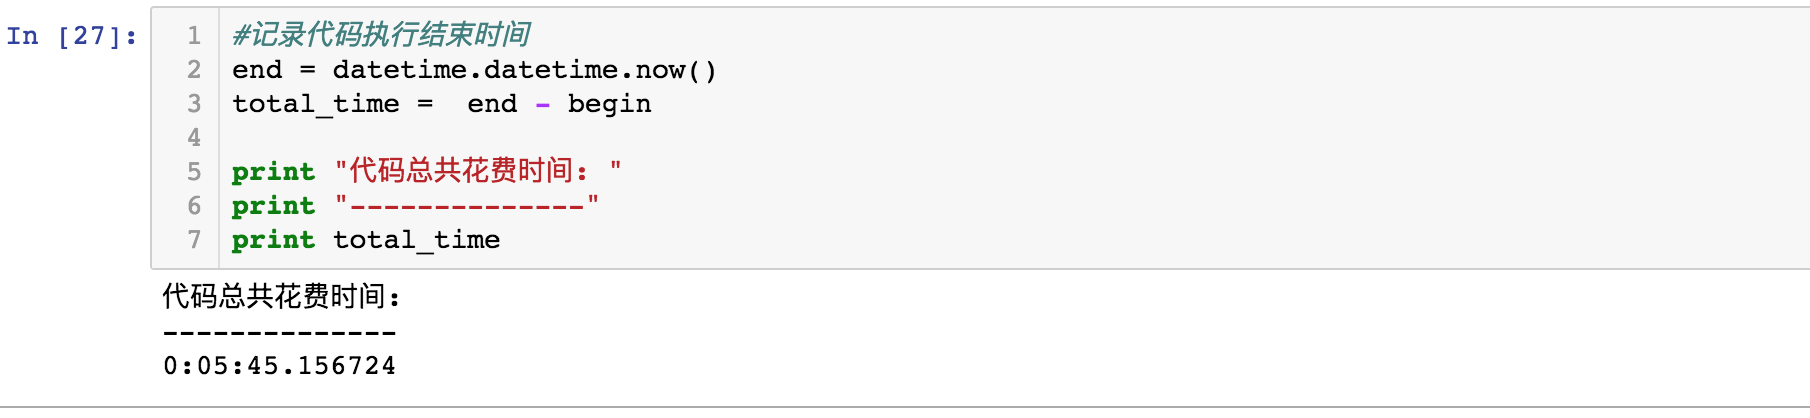 In [27]:
1 #记录代码执行结束时间
2 end = datetime.datetime.now()
3 total_time =  end - begin
4
5 print "代码总共花费时间: "
6 print "--------------"
7 print total_time
代码总共花费时间:
--------------
0:05:45.156724